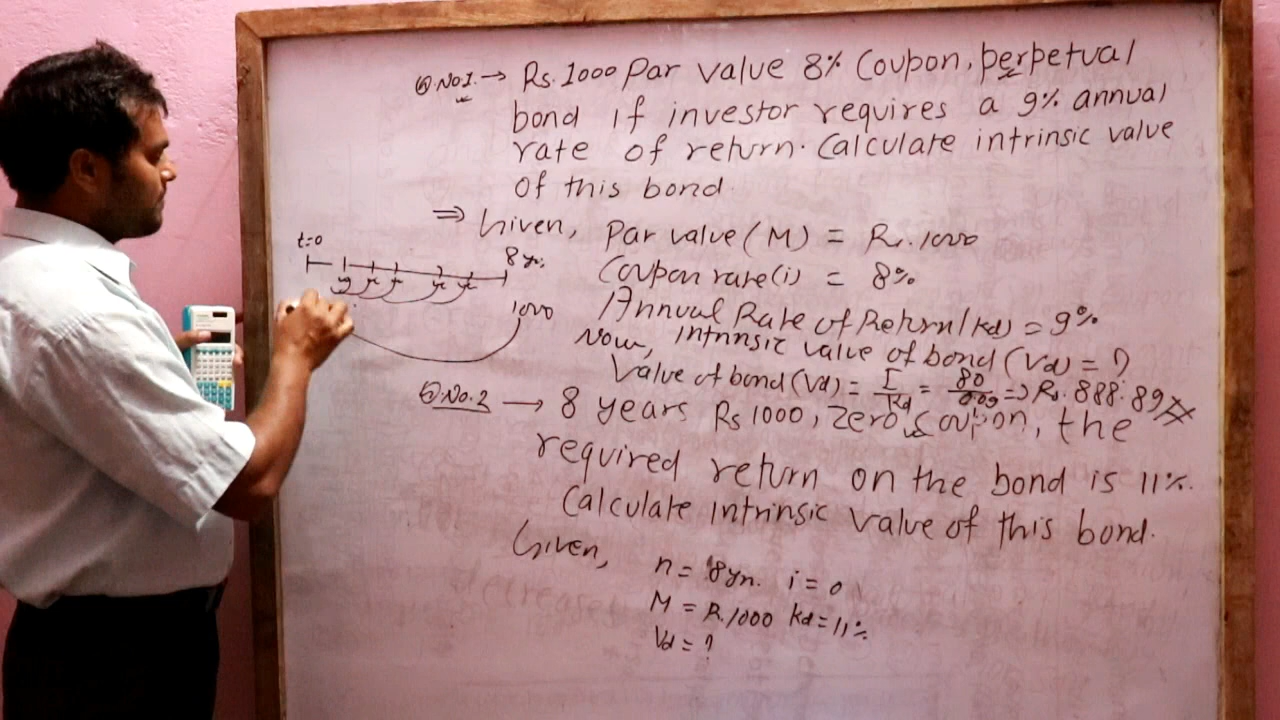 Q.No1. → Rs. 1000 Par value 8% Coupon, perpetual
bond if investor requires a 9% annual
rate of return. Calculate intrinsic value
of this bond.
⇒ Given, Par value (M) = Rs. 1000
Coupon rate (i) = 8%
Annual Rate of Return (Kd) = 9%
Now, intrinsic value of bond (Vd) = ?
Value of bond (Vd) = I/Kd = 80/0.09 => Rs. 888.89
t=0
8 yrs.
1000
Q.No.2 → 8 years Rs 1000, Zero Coupon, the
required return on the bond is 11%.
Calculate intrinsic value of this bond.
Given,
n = 8 yrs. i = 0
M = Rs. 1000 Kd = 11%
Vd = ?